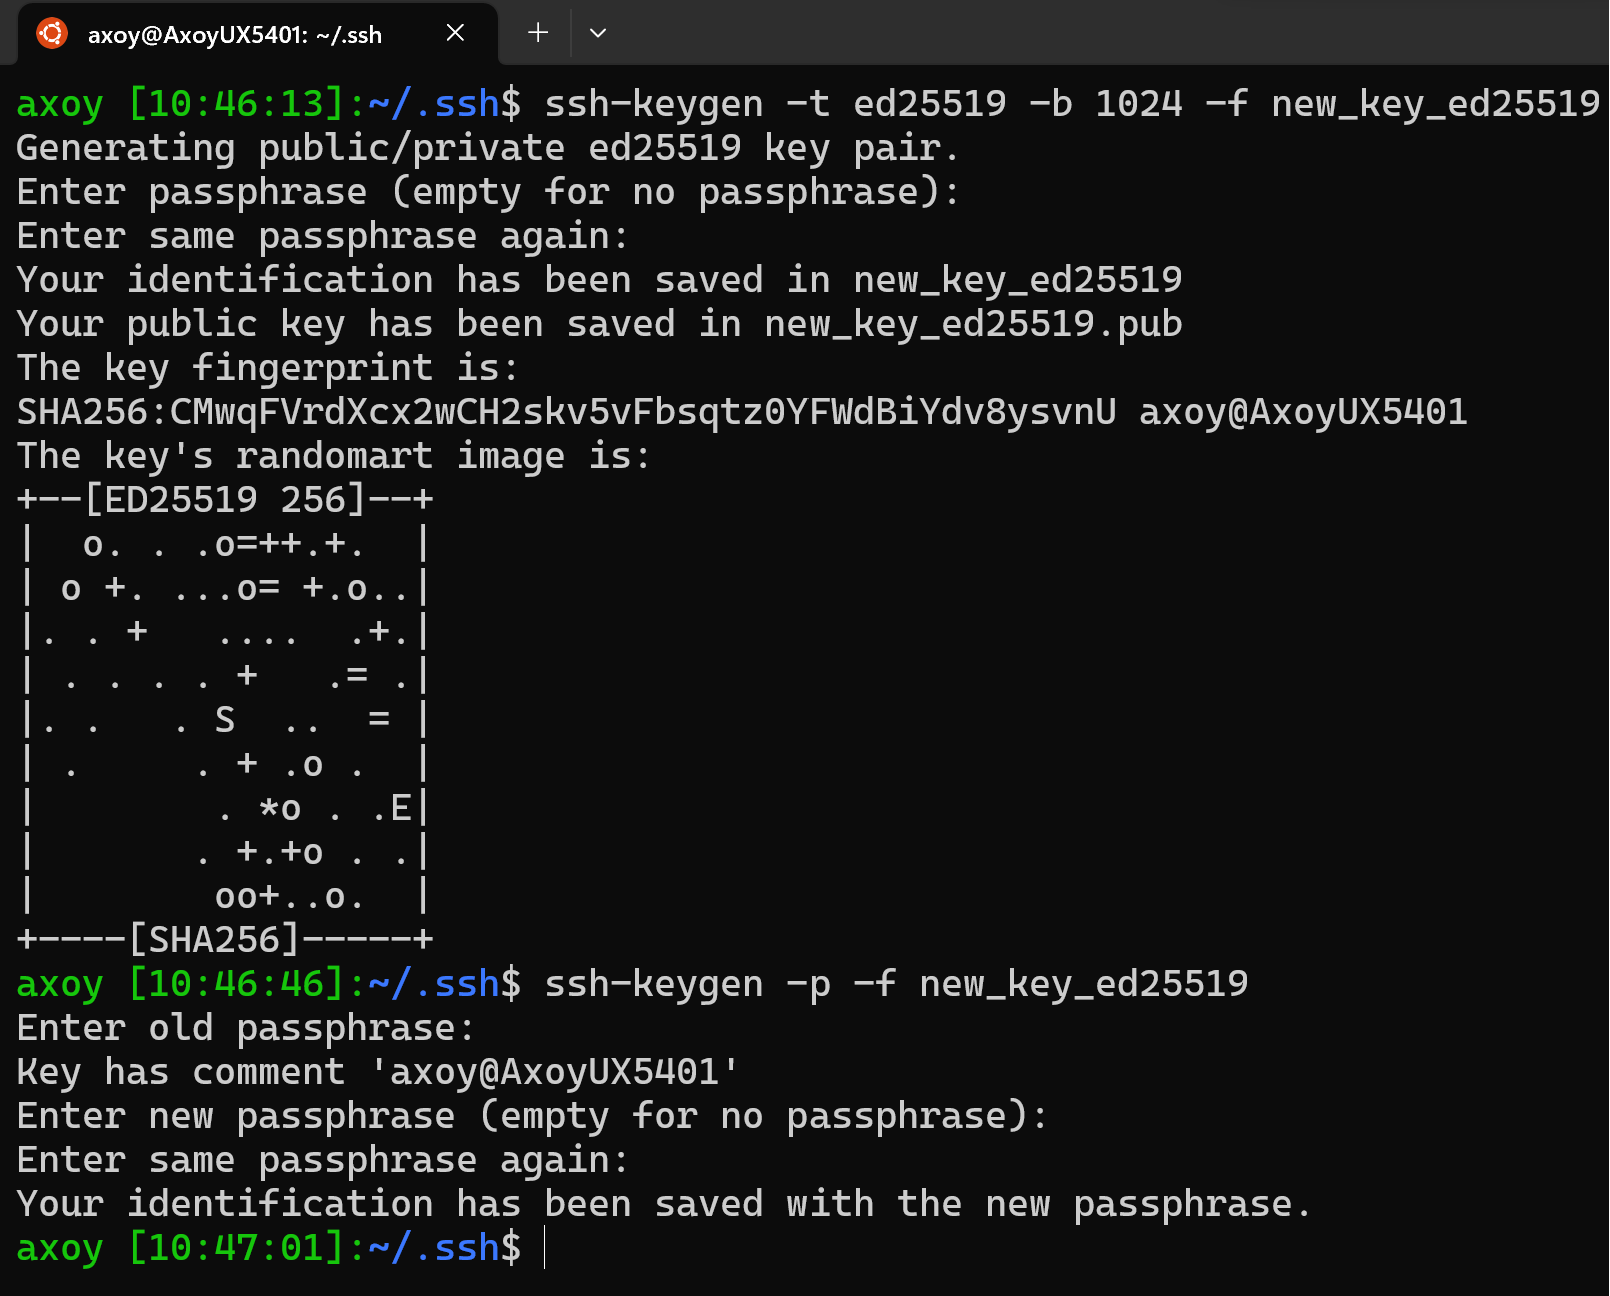 axoy@AxoyUX5401: ~/.ssh
axoy [10:46:13]:~/.ssh$ ssh-keygen -t ed25519 -b 1024 -f new_key_ed25519
Generating public/private ed25519 key pair.
Enter passphrase (empty for no passphrase):
Enter same passphrase again:
Your identification has been saved in new_key_ed25519
Your public key has been saved in new_key_ed25519.pub
The key fingerprint is:
SHA256:CMwqFVrdXcx2wCH2skv5vFbsqtz0YFWdBiYdv8ysvnU axoy@AxoyUX5401
The key's randomart image is:
+--[ED25519 256]--+
|  o. . .o=++.+.  |
| o +. ...o= +.o..|
|. . +   ....  .+.|
| . . . . +   .= .|
|. .   . S  ..  = |
| .     . + .o .  |
|        . *o . .E|
|       . +.+o . .|
|        oo+..o.  |
+----[SHA256]-----+
axoy [10:46:46]:~/.ssh$ ssh-keygen -p -f new_key_ed25519
Enter old passphrase:
Key has comment 'axoy@AxoyUX5401'
Enter new passphrase (empty for no passphrase):
Enter same passphrase again:
Your identification has been saved with the new passphrase.
axoy [10:47:01]:~/.ssh$